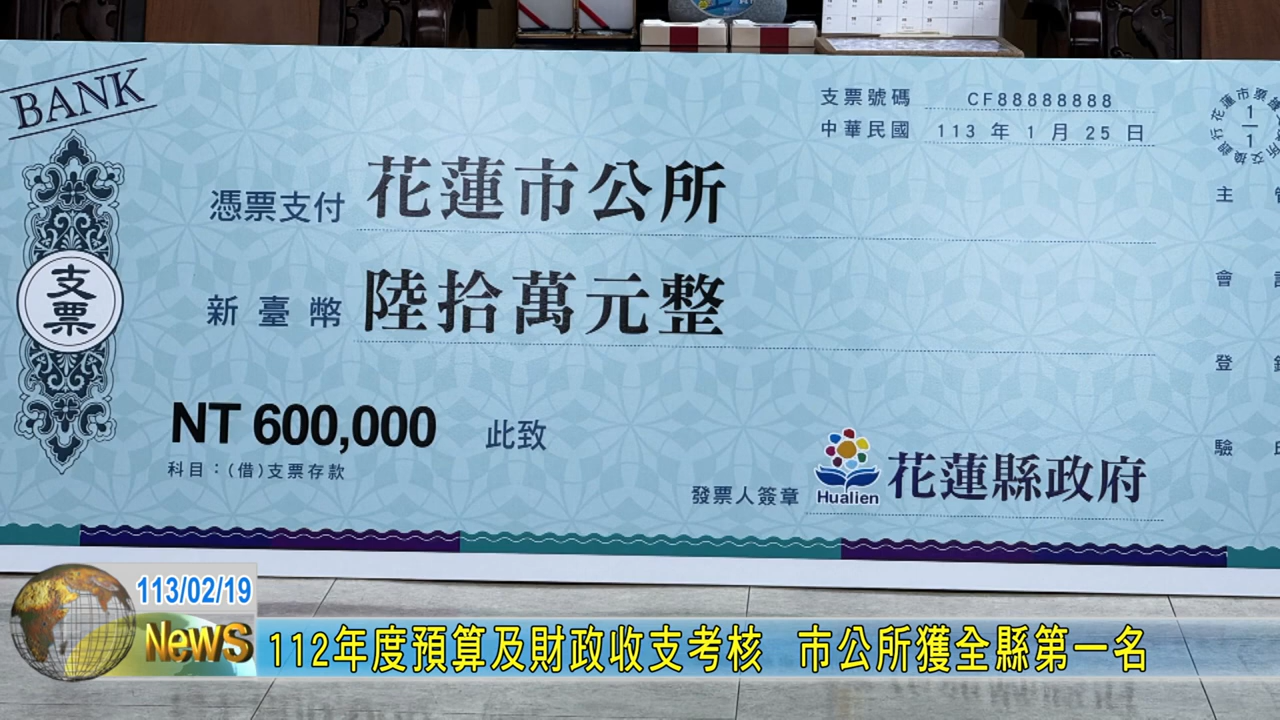 BANK
支票號碼 CF88888888
中華民國 113 年 1 月 25 日
1
1
憑票支付 花蓮市公所
新臺幣 陸拾萬元整
支票
NT 600,000 此致
科目：(借)支票存款
發票人簽章 Hualien 花蓮縣政府
主
會
登
驗
113/02/19
NewS
112年度預算及財政收支考核 市公所獲全縣第一名